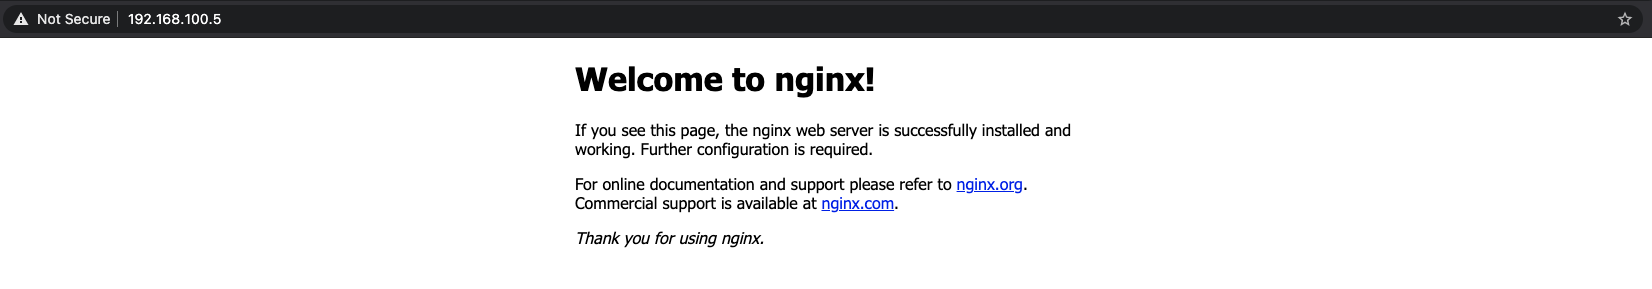 Not Secure 192.168.100.5
Welcome to nginx!
If you see this page, the nginx web server is successfully installed and
working. Further configuration is required.
For online documentation and support please refer to nginx.org.
Commercial support is available at nginx.com.
Thank you for using nginx.